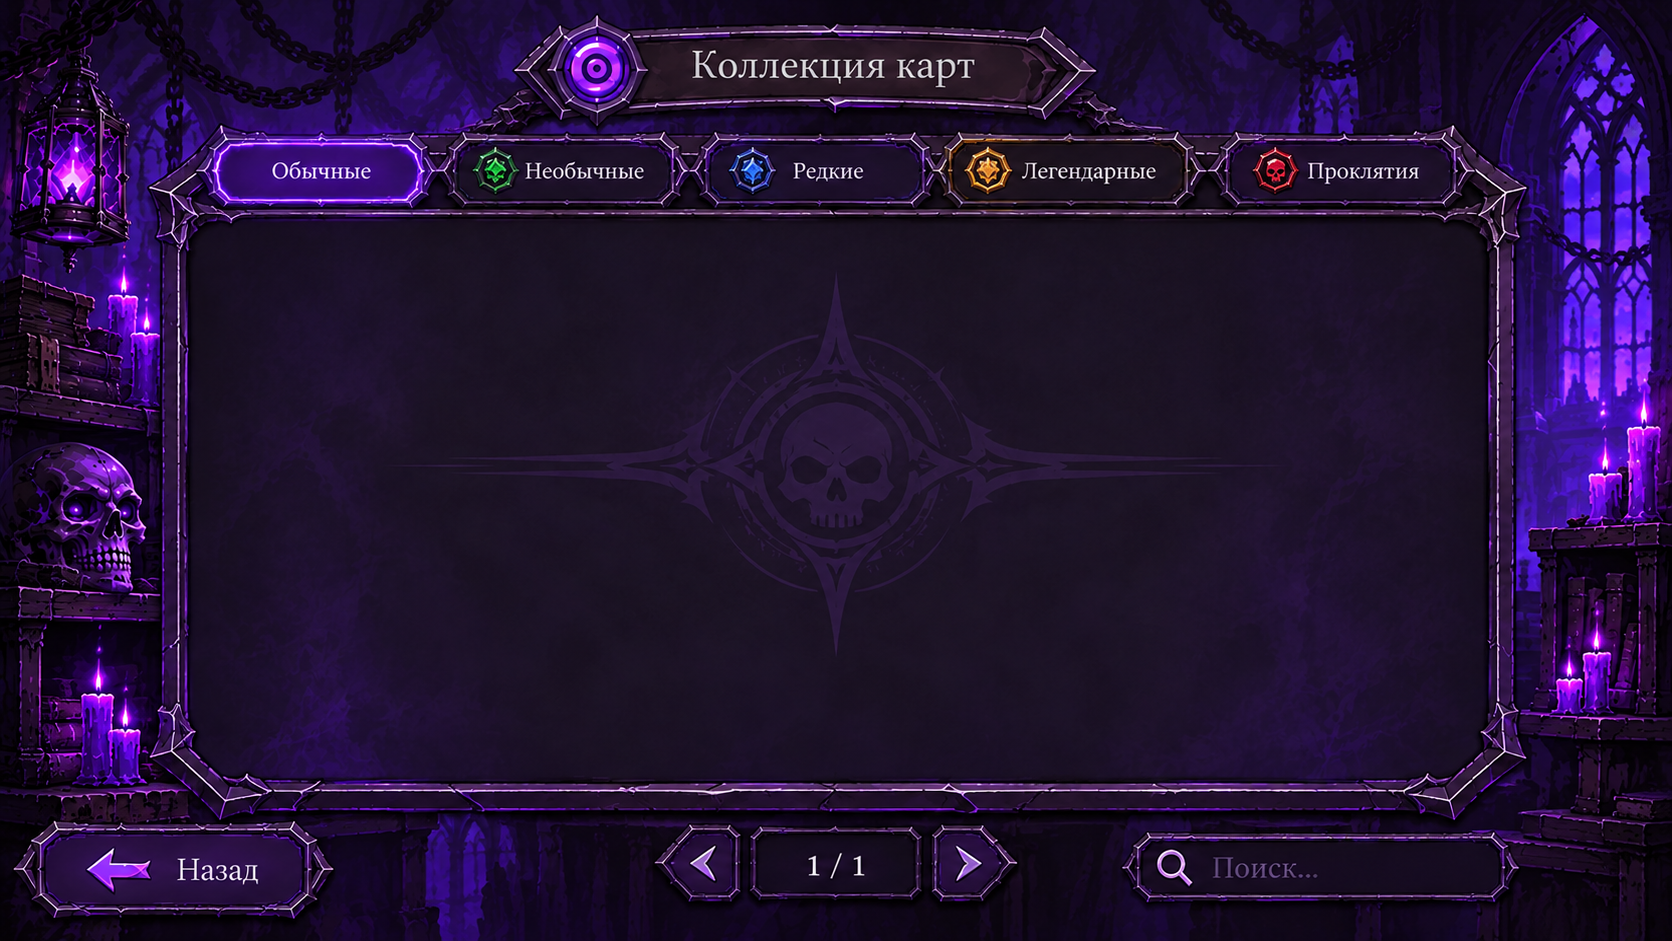 Коллекция карт
Обычные
Необычные
Редкие
Легендарные
Проклятия
Назад
1 / 1
Поиск...